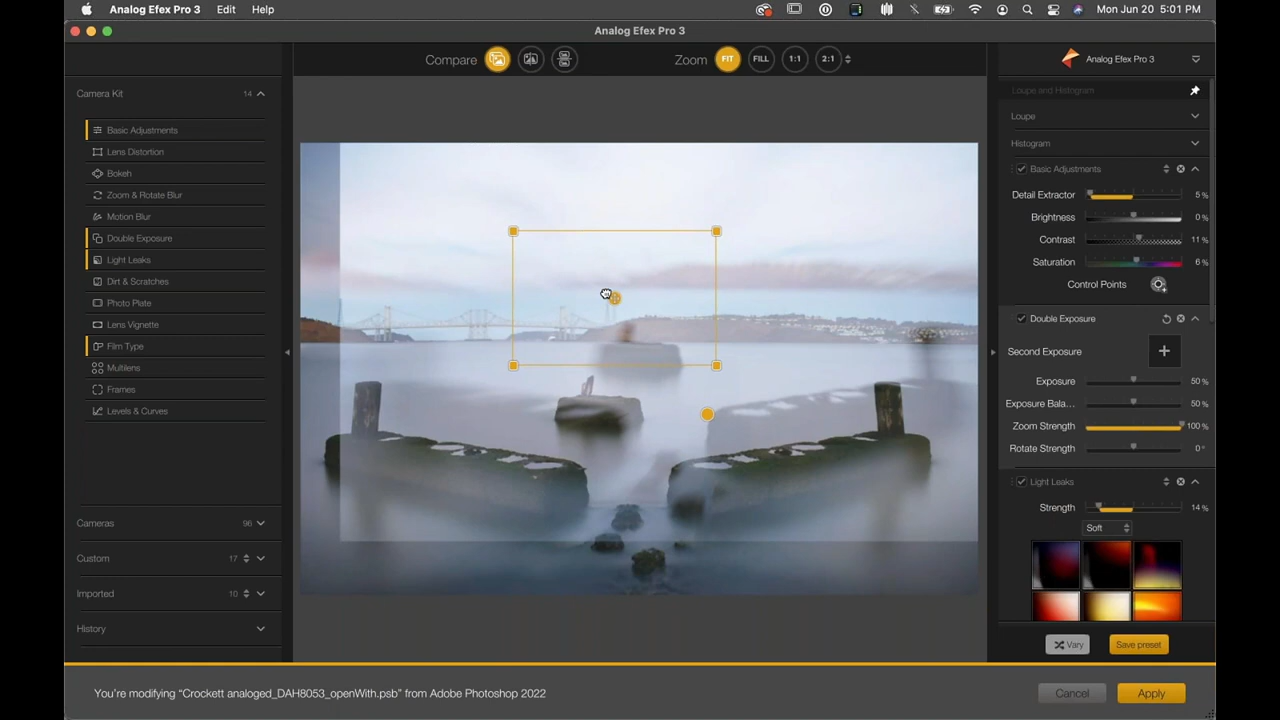 Analog Efex Pro 3 Edit Help
Mon Jun 20 5:01 PM
Analog Efex Pro 3
Compare
Zoom FIT FILL 1:1 2:1
Analog Efex Pro 3
Camera Kit 14
Basic Adjustments
Lens Distortion
Bokeh
Zoom & Rotate Blur
Motion Blur
Double Exposure
Light Leaks
Dirt & Scratches
Photo Plate
Lens Vignette
Film Type
Multilens
Frames
Levels & Curves
Cameras 96
Custom 17
Imported 10
History
Loupe and Histogram
Loupe
Histogram
Basic Adjustments
Detail Extractor 5 %
Brightness 0 %
Contrast 11 %
Saturation 6 %
Control Points
Double Exposure
Second Exposure
Exposure 50 %
Exposure Bala... 50 %
Zoom Strength 100 %
Rotate Strength 0 °
Light Leaks
Strength 14 %
Soft
Vary
Save preset
You're modifying “Crockett analoged_DAH8053_openWith.psb” from Adobe Photoshop 2022
Cancel
Apply